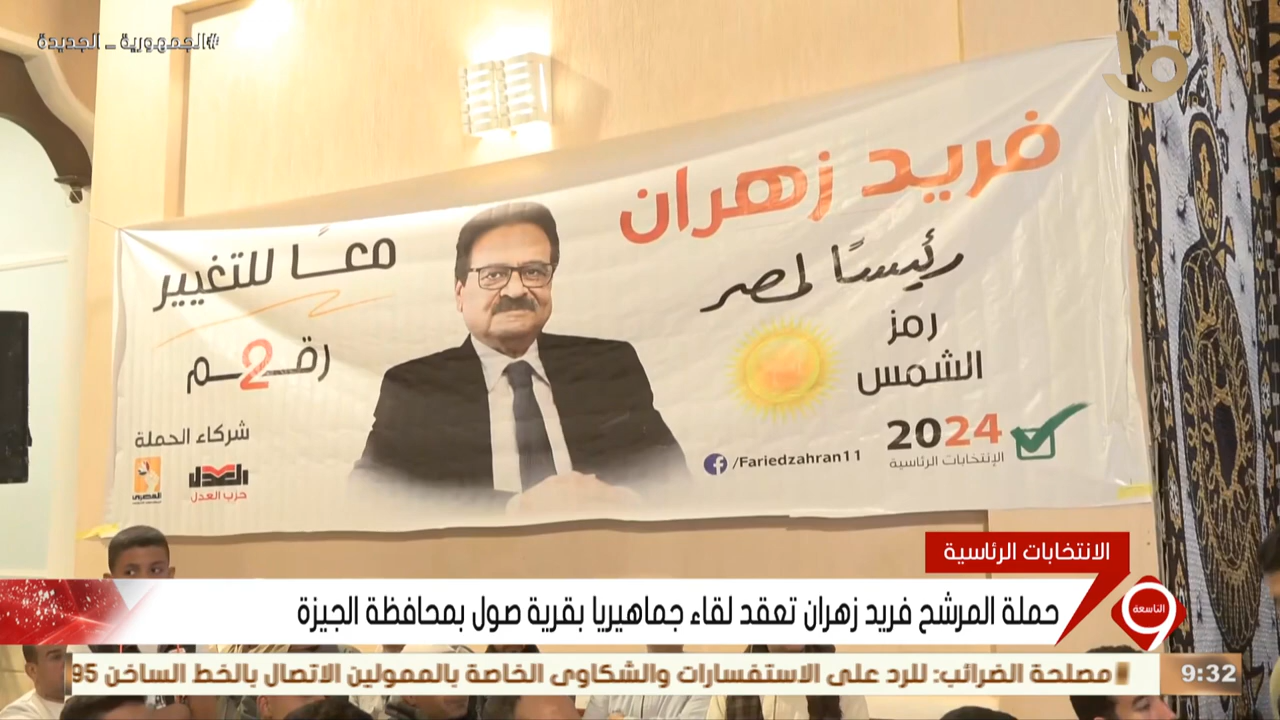 #الجمهورية_الجديدة
فريد زهران
رئيسًا لمصر
رمز
الشمس
2024
الإنتخابات الرئاسية
/Fariedzahran11
معًا للتغيير
رقم 2
شركاء الحملة
العدل
حزب العدل
المصرى
الانتخابات الرئاسية
التاسعة
9
حملة المرشح فريد زهران تعقد لقاء جماهيريا بقرية صول بمحافظة الجيزة
مصلحة الضرائب: للرد على الاستفسارات والشكاوى الخاصة بالممولين الاتصال بالخط الساخن 95
9:32